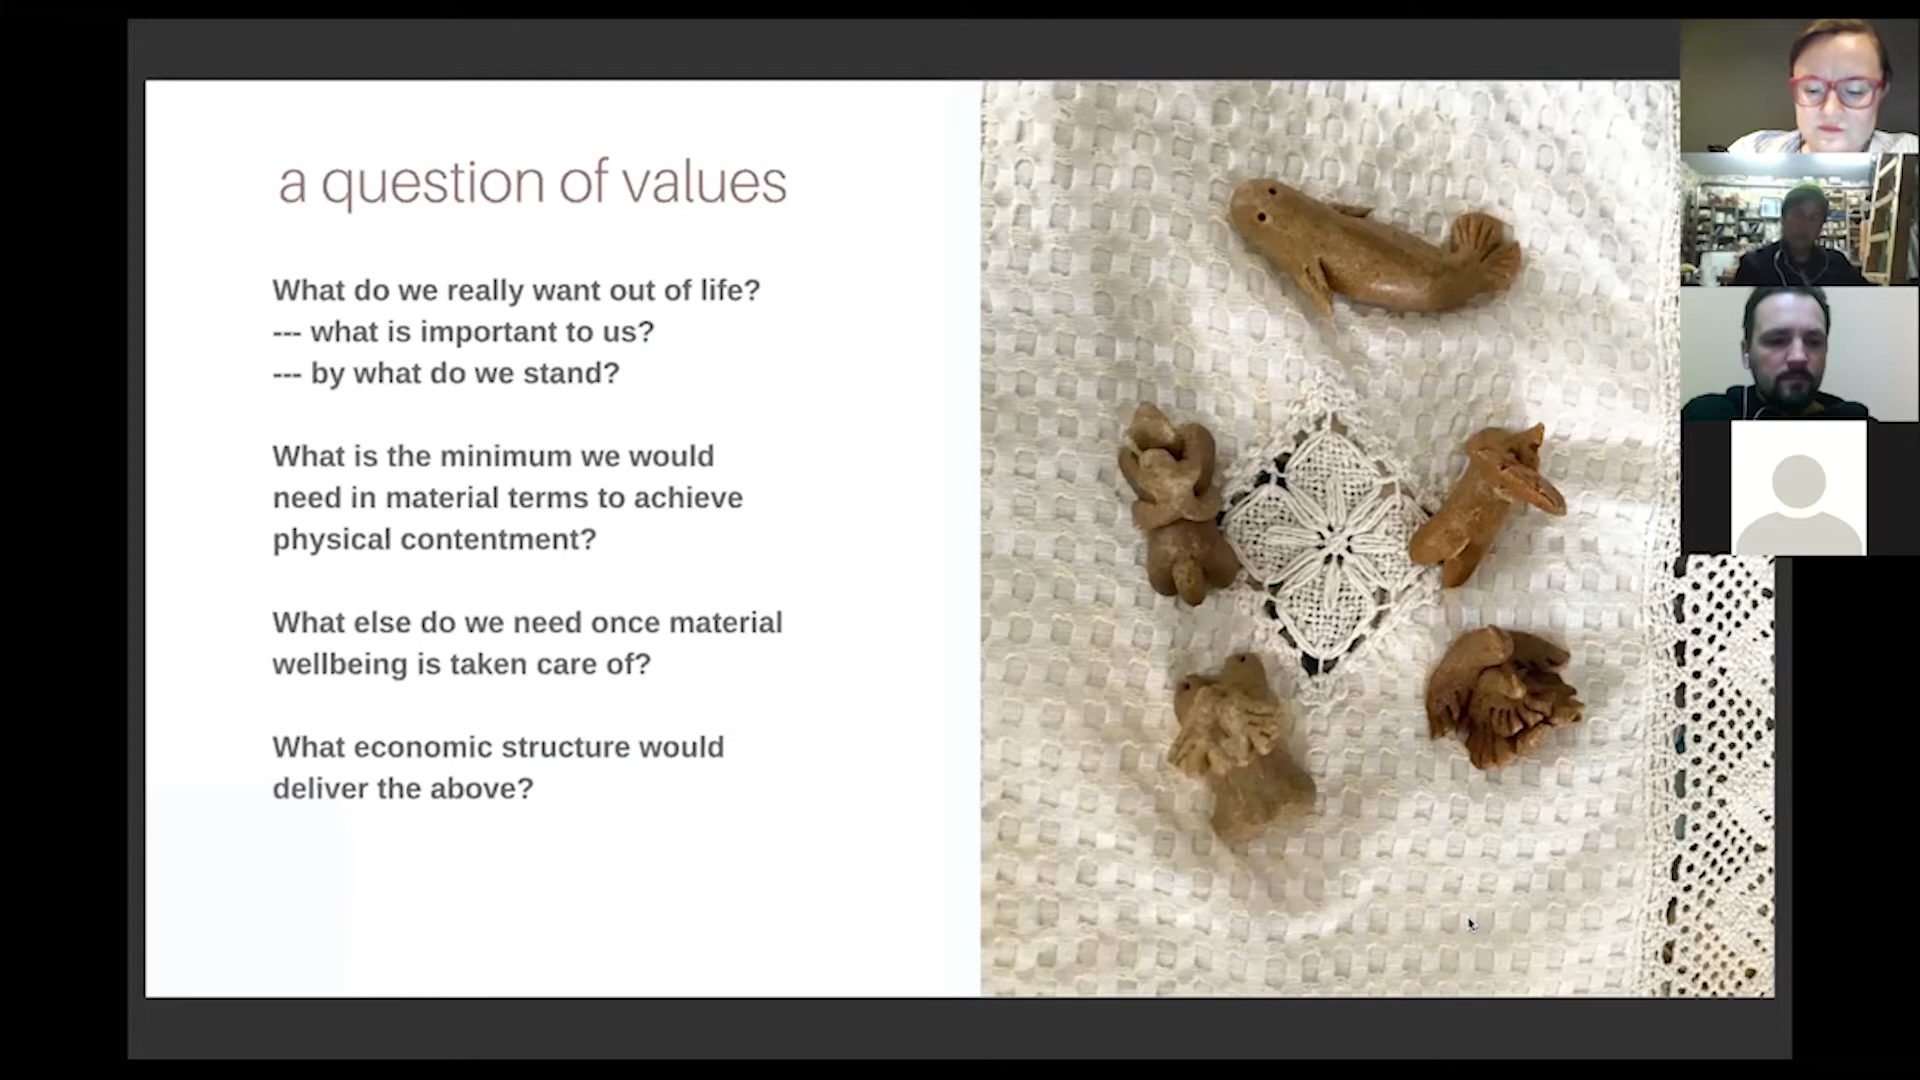 a question of values
What do we really want out of life?
--- what is important to us?
--- by what do we stand?
What is the minimum we would
need in material terms to achieve
physical contentment?
What else do we need once material
wellbeing is taken care of?
What economic structure would
deliver the above?